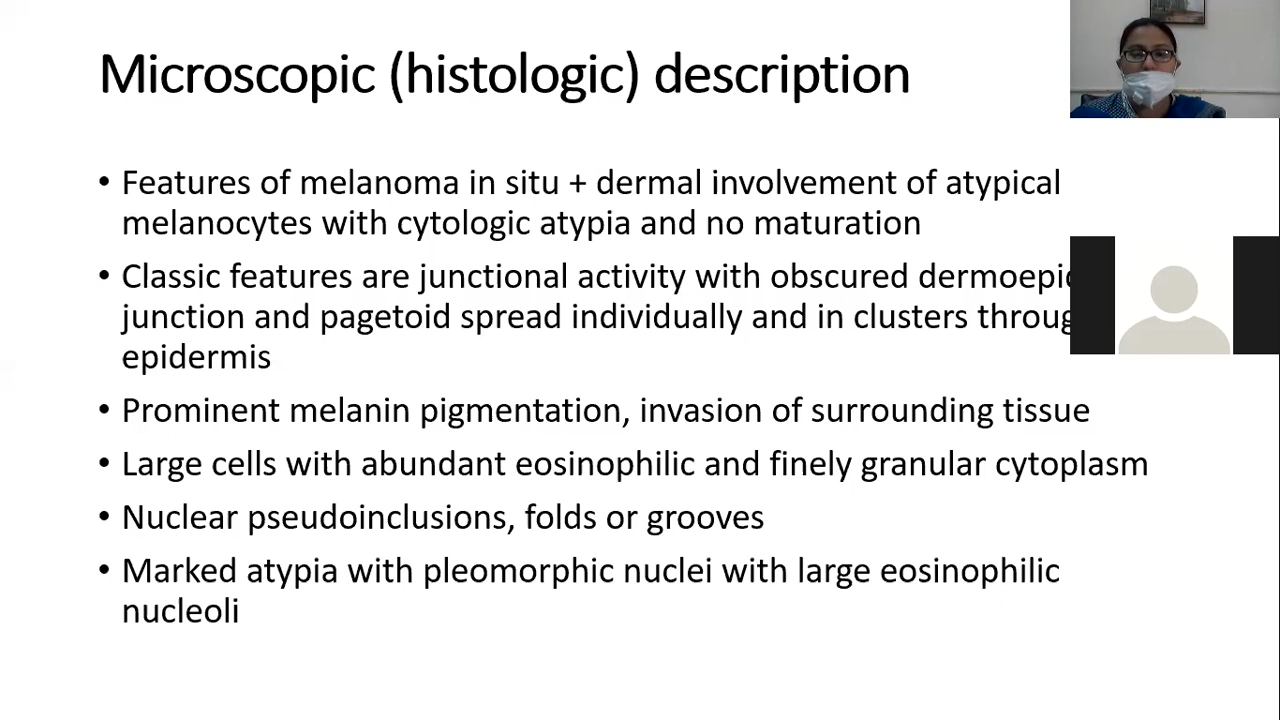 Microscopic (histologic) description
• Features of melanoma in situ + dermal involvement of atypical
melanocytes with cytologic atypia and no maturation
• Classic features are junctional activity with obscured
junction and pagetoid spread individually and in clusters
epidermis
• Prominent melanin pigmentation, invasion of surrounding tissue
• Large cells with abundant eosinophilic and finely granular cytoplasm
• Nuclear pseudoinclusions, folds or grooves
• Marked atypia with pleomorphic nuclei with large eosinophilic
nucleoli